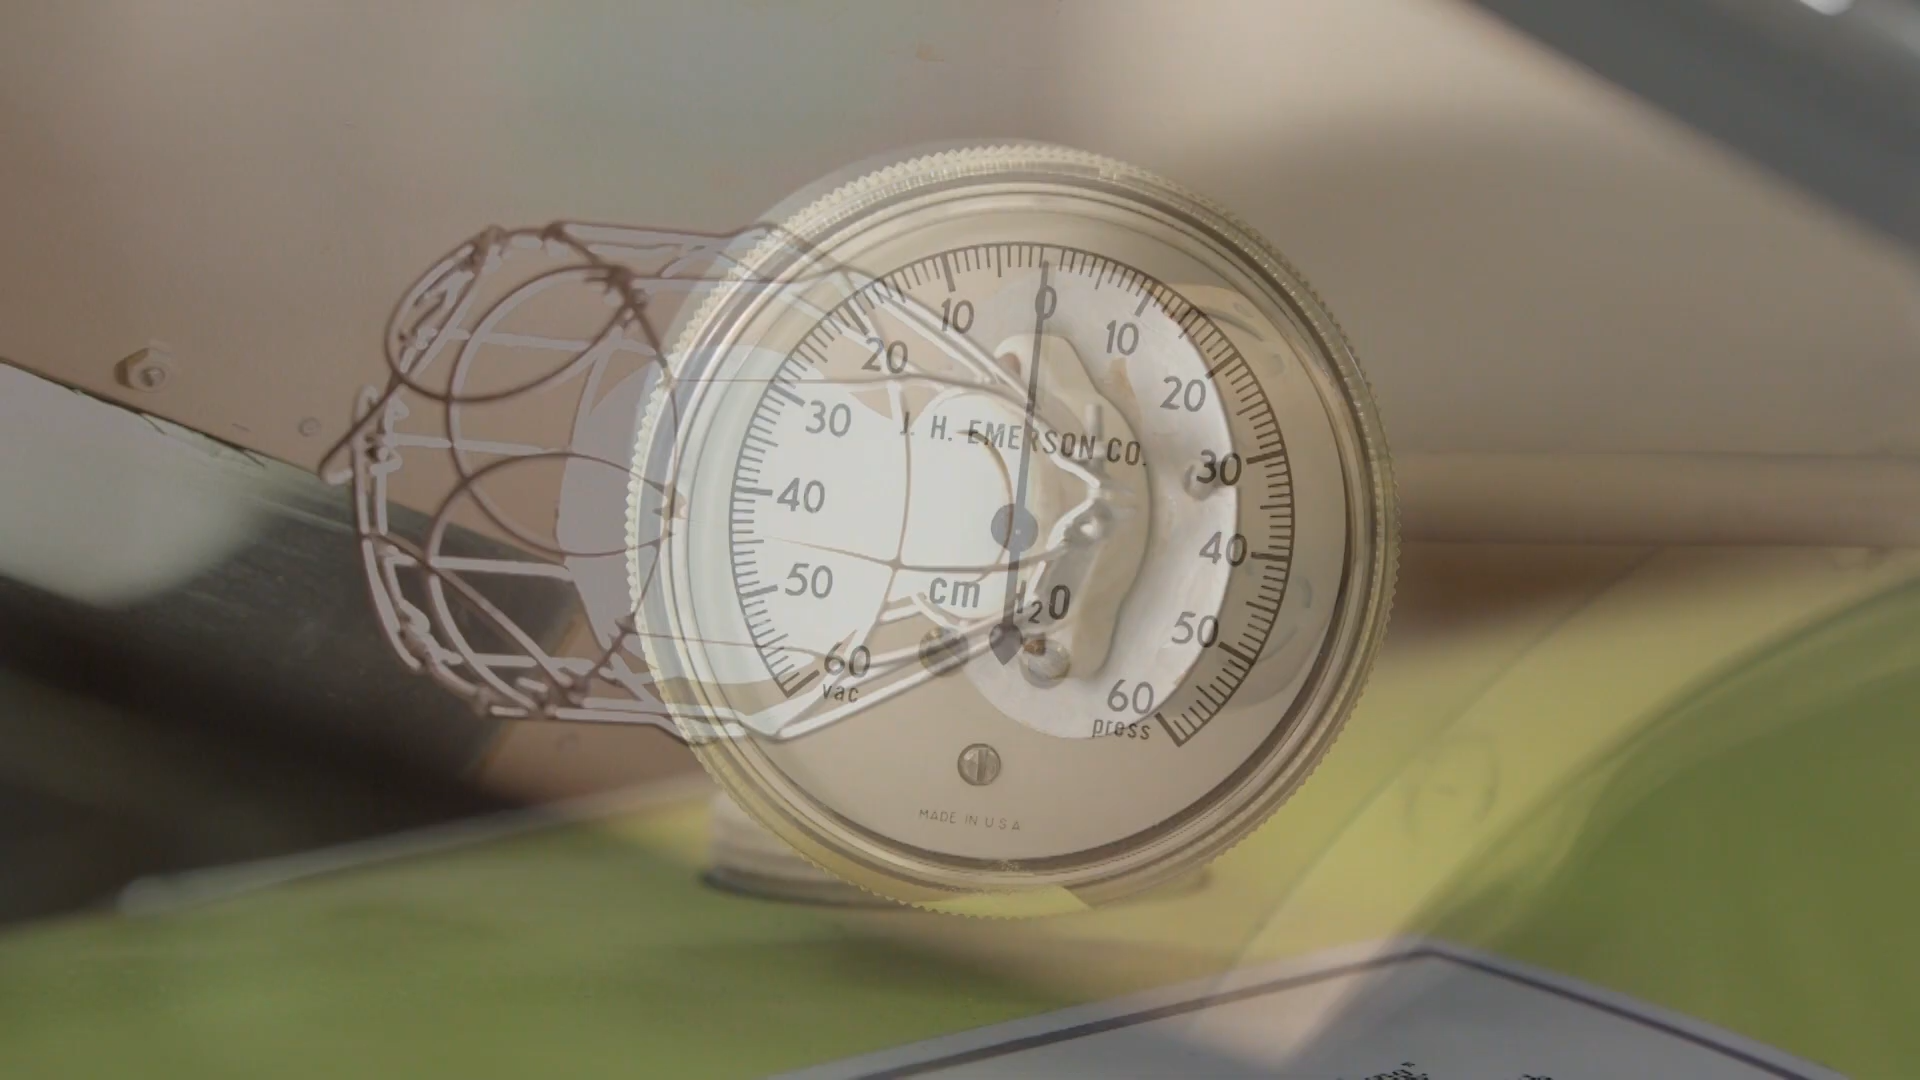 0
10 10
20 20
30 30
J. H. EMERSON CO.
40 40
cm H₂O
50 50
60 60
vac press
MADE IN U S A